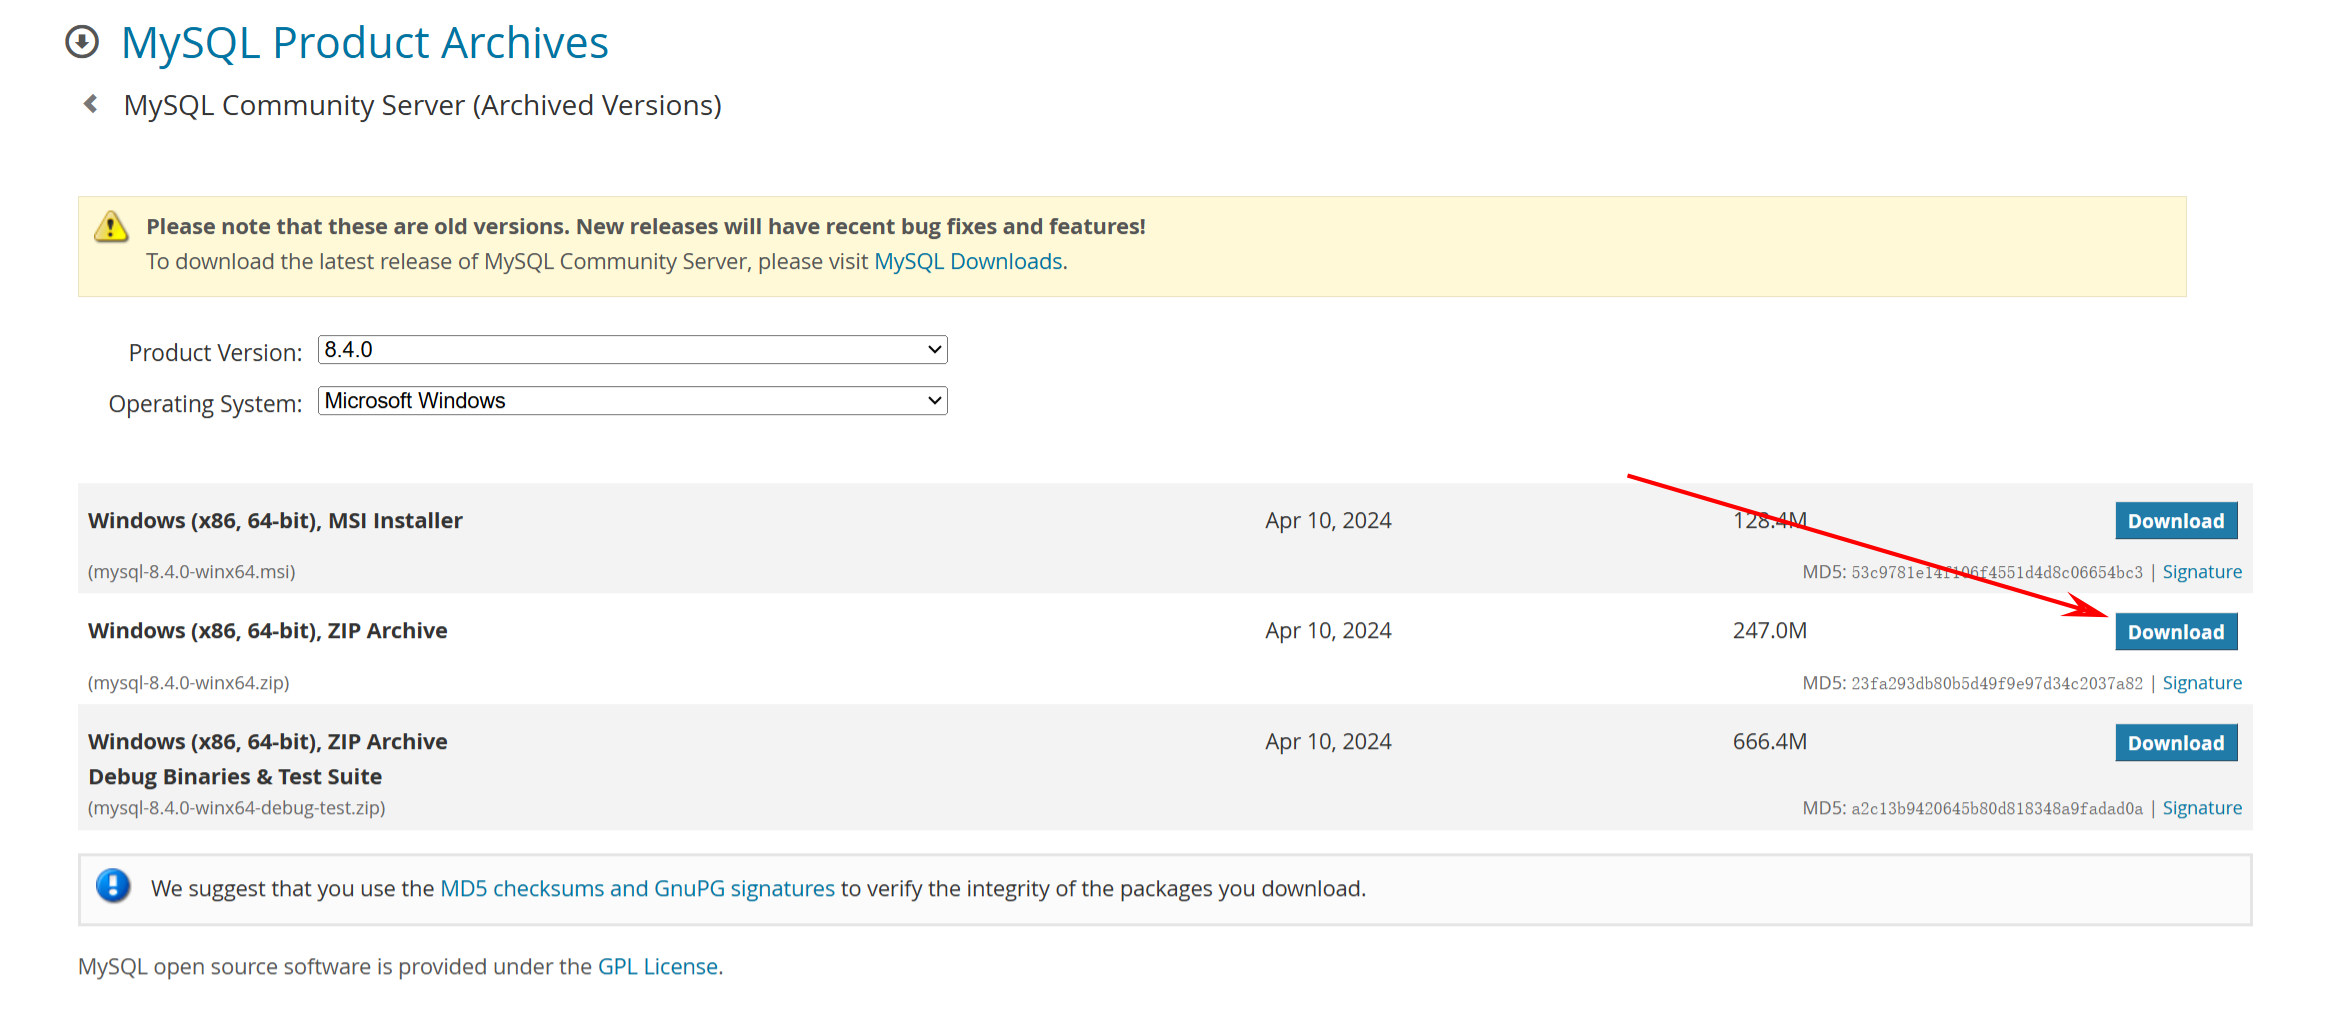 MySQL Product Archives
MySQL Community Server (Archived Versions)
Please note that these are old versions. New releases will have recent bug fixes and features!
To download the latest release of MySQL Community Server, please visit MySQL Downloads.
Product Version: 8.4.0
Operating System: Microsoft Windows
Windows (x86, 64-bit), MSI Installer Apr 10, 2024 128.4M Download
(mysql-8.4.0-winx64.msi) MD5: 53c9781e14f106f4551d4d8c06654bc3 | Signature
Windows (x86, 64-bit), ZIP Archive Apr 10, 2024 247.0M Download
(mysql-8.4.0-winx64.zip) MD5: 23fa293db80b5d49f9e97d34c2037a82 | Signature
Windows (x86, 64-bit), ZIP Archive Apr 10, 2024 666.4M Download
Debug Binaries & Test Suite
(mysql-8.4.0-winx64-debug-test.zip) MD5: a2c13b9420645b80d818348a9fadad0a | Signature
We suggest that you use the MD5 checksums and GnuPG signatures to verify the integrity of the packages you download.
MySQL open source software is provided under the GPL License.